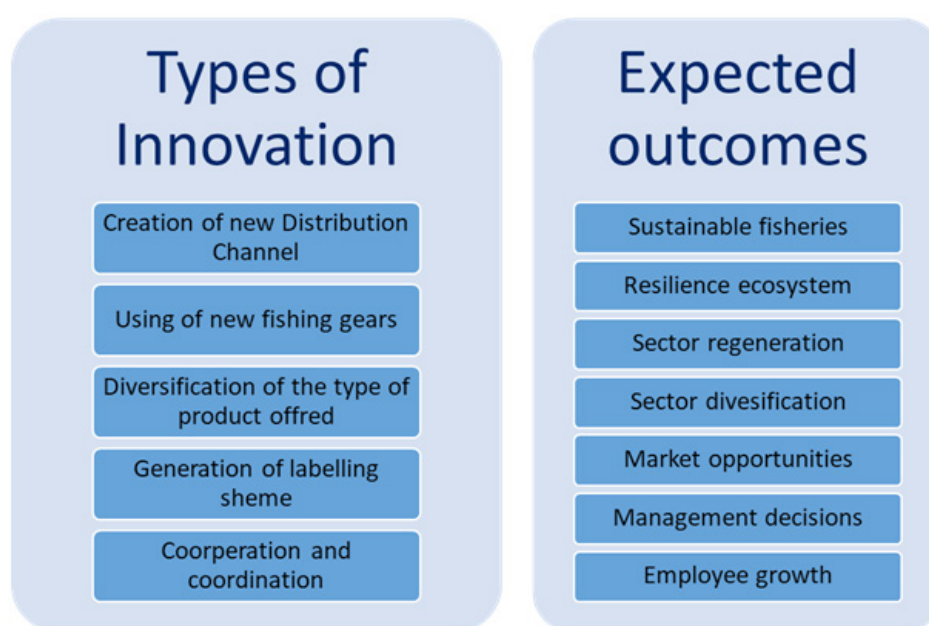 Types of
Innovation
Creation of new Distribution
Channel
Using of new fishing gears
Diversification of the type of
product offred
Generation of labelling
sheme
Coorperation and
coordination
Expected
outcomes
Sustainable fisheries
Resilience ecosystem
Sector regeneration
Sector divesification
Market opportunities
Management decisions
Employee growth